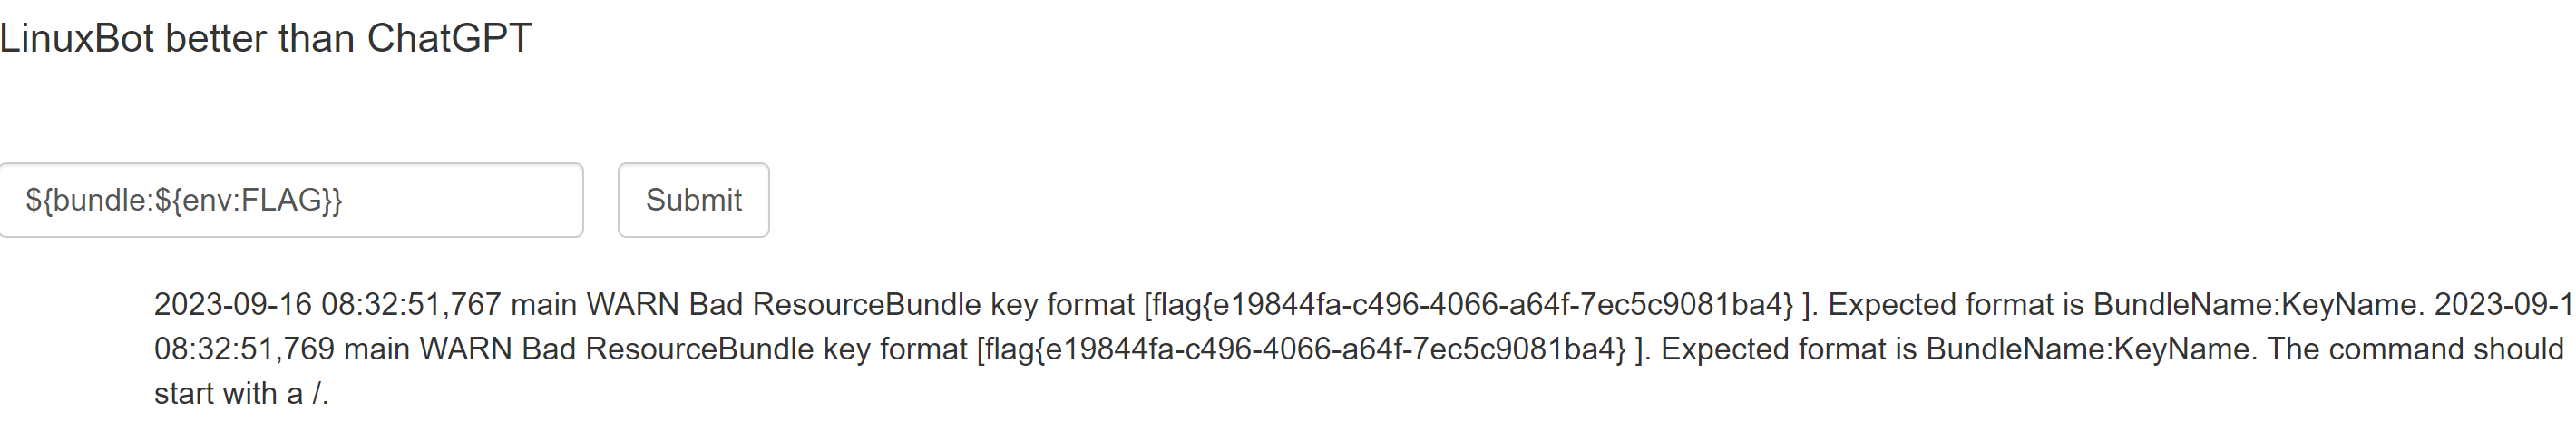 LinuxBot better than ChatGPT
${bundle:${env:FLAG}}
Submit
2023-09-16 08:32:51,767 main WARN Bad ResourceBundle key format [flag{e19844fa-c496-4066-a64f-7ec5c9081ba4} ]. Expected format is BundleName:KeyName. 2023-09-1
08:32:51,769 main WARN Bad ResourceBundle key format [flag{e19844fa-c496-4066-a64f-7ec5c9081ba4} ]. Expected format is BundleName:KeyName. The command should
start with a /.